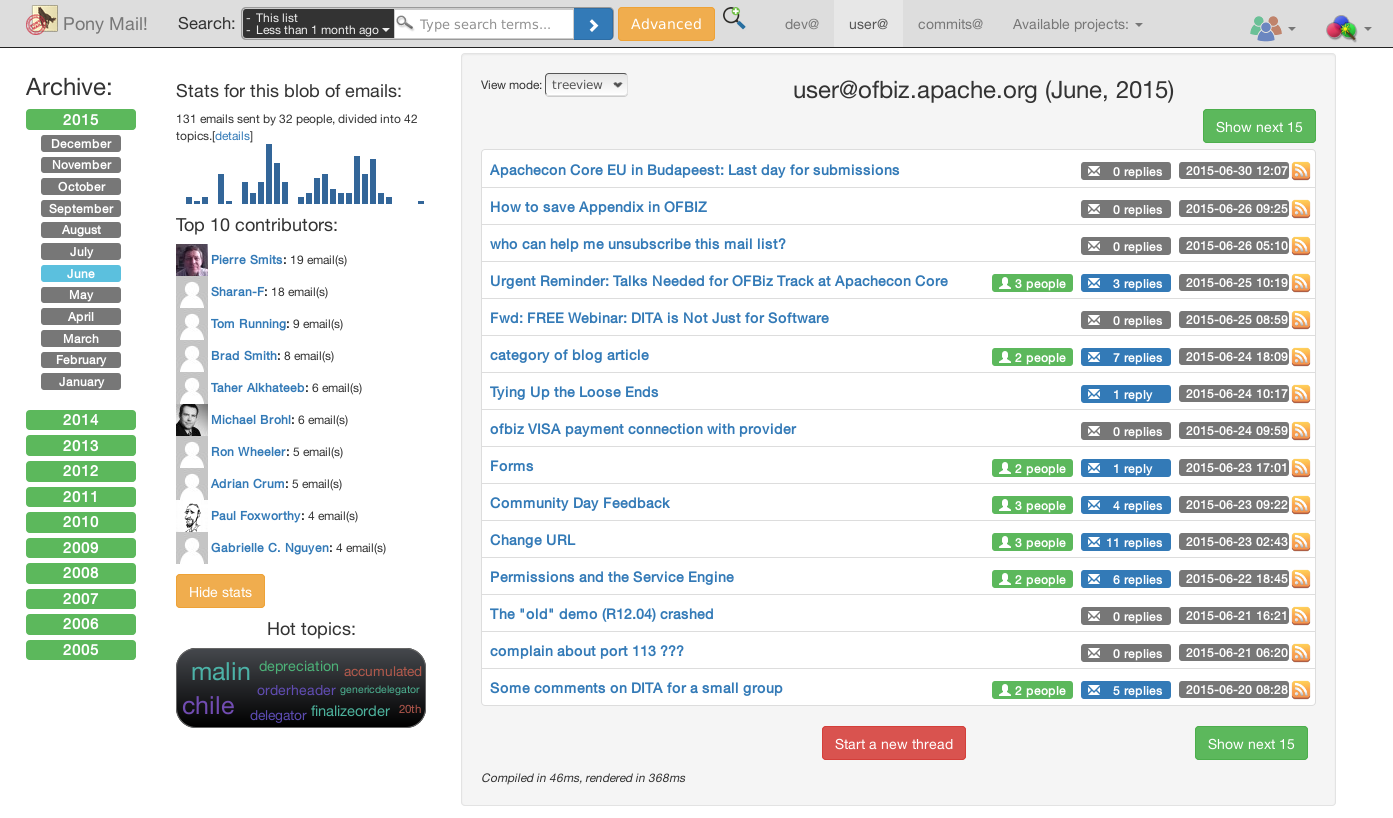 Pony Mail!
Search:
- This list
- Less than 1 month ago
Type search terms...
Advanced
dev@
user@
commits@
Available projects:
Archive:
2015
December
November
October
September
August
July
June
May
April
March
February
January
2014
2013
2012
2011
2010
2009
2008
2007
2006
2005
Stats for this blob of emails:
131 emails sent by 32 people, divided into 42
topics.[details]
Top 10 contributors:
Pierre Smits: 19 email(s)
Sharan-F: 18 email(s)
Tom Running: 9 email(s)
Brad Smith: 8 email(s)
Taher Alkhateeb: 6 email(s)
Michael Brohl: 6 email(s)
Ron Wheeler: 5 email(s)
Adrian Crum: 5 email(s)
Paul Foxworthy: 4 email(s)
Gabrielle C. Nguyen: 4 email(s)
Hide stats
Hot topics:
malin
depreciation
accumulated
orderheader
genericdelegator
chile
delegator
finalizeorder
20th
View mode: treeview
user@ofbiz.apache.org (June, 2015)
Show next 15
Apachecon Core EU in Budapeest: Last day for submissions 0 replies 2015-06-30 12:07
How to save Appendix in OFBIZ 0 replies 2015-06-26 09:25
who can help me unsubscribe this mail list? 0 replies 2015-06-26 05:10
Urgent Reminder: Talks Needed for OFBiz Track at Apachecon Core 3 people 3 replies 2015-06-25 10:19
Fwd: FREE Webinar: DITA is Not Just for Software 0 replies 2015-06-25 08:59
category of blog article 2 people 7 replies 2015-06-24 18:09
Tying Up the Loose Ends 1 reply 2015-06-24 10:17
ofbiz VISA payment connection with provider 0 replies 2015-06-24 09:59
Forms 2 people 1 reply 2015-06-23 17:01
Community Day Feedback 3 people 4 replies 2015-06-23 09:22
Change URL 3 people 11 replies 2015-06-23 02:43
Permissions and the Service Engine 2 people 6 replies 2015-06-22 18:45
The "old" demo (R12.04) crashed 0 replies 2015-06-21 16:21
complain about port 113 ??? 0 replies 2015-06-21 06:20
Some comments on DITA for a small group 2 people 5 replies 2015-06-20 08:28
Start a new thread
Show next 15
Compiled in 46ms, rendered in 368ms